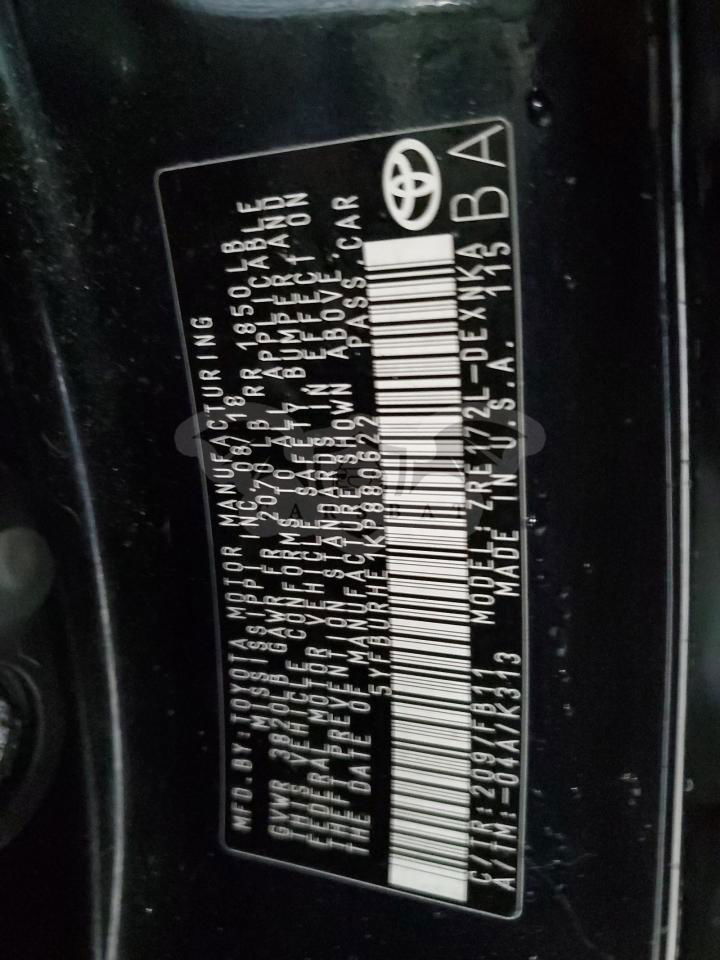 MFD.BY:TOYOTA MOTOR MANUFACTURING
MISSISSIPPI INC. 08/18
GVWR 3820LB GAWR FR 2070LB RR 1850LB
THIS VEHICLE CONFORMS TO ALL APPLICABLE
FEDERAL MOTOR VEHICLE SAFETY, BUMPER, AND
THEFT PREVENTION STANDARDS IN EFFECT ON
THE DATE OF MANUFACTURE SHOWN ABOVE.
5YFBURHE1KP880622 PASS.CAR
C/TR:209/FB11 MODEL:ZRE172L-DEXNKA
A/TM:-04A/K313 MADE IN U.S.A. 115
BA